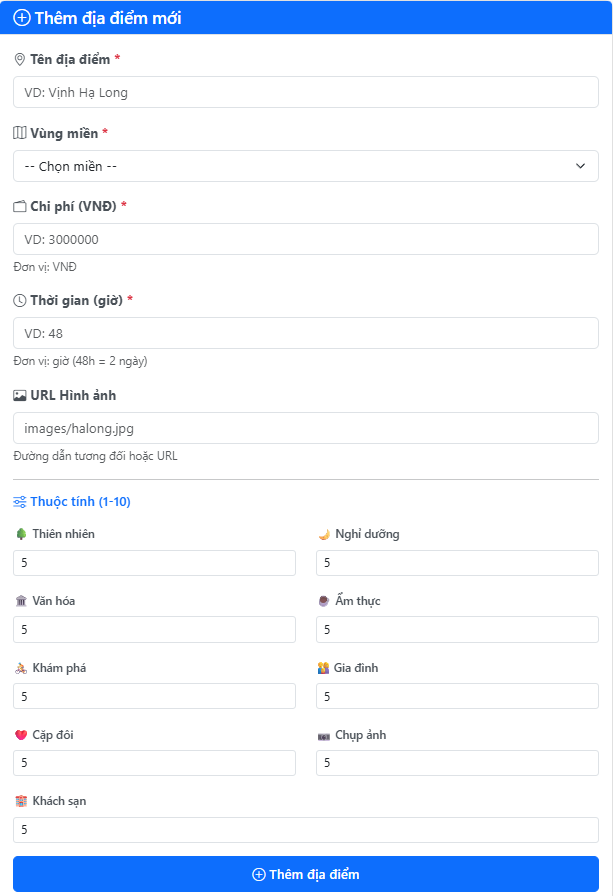 Thêm địa điểm mới
Tên địa điểm *
VD: Vịnh Hạ Long
Vùng miền *
-- Chọn miền --
Chi phí (VNĐ) *
VD: 3000000
Đơn vị: VNĐ
Thời gian (giờ) *
VD: 48
Đơn vị: giờ (48h = 2 ngày)
URL Hình ảnh
images/halong.jpg
Đường dẫn tương đối hoặc URL
Thuộc tính (1-10)
Thiên nhiên
Nghỉ dưỡng
5
5
Văn hóa
Ẩm thực
5
5
Khám phá
Gia đình
5
5
Cặp đôi
Chụp ảnh
5
5
Khách sạn
5
Thêm địa điểm